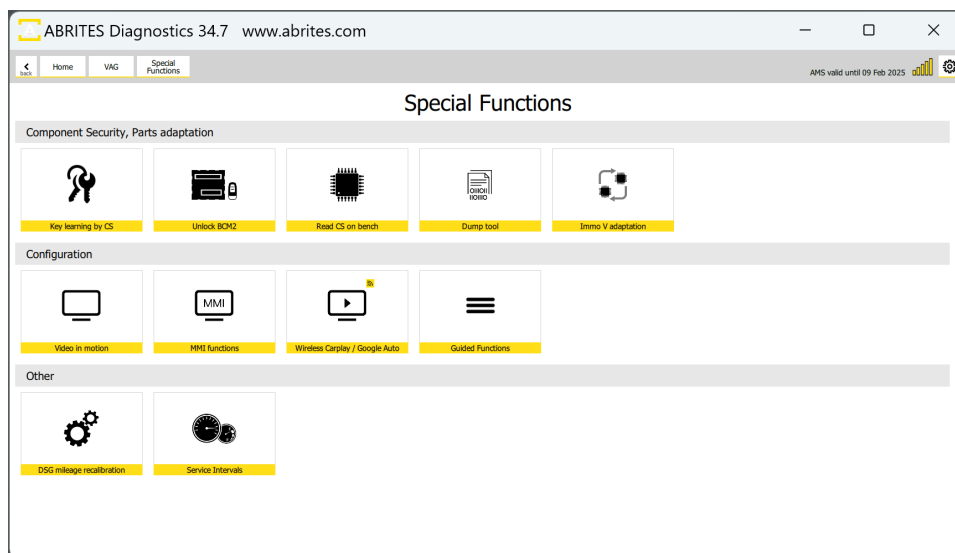 ABRITES Diagnostics 34.7 www.abrites.com
back
Home
VAG
Special
Functions
AMS valid until 09 Feb 2025
Special Functions
Component Security, Parts adaptation
Key learning by CS
Unlock BCM2
Read CS on bench
Dump tool
Immo V adaptation
Configuration
MMI
Video in motion
MMI functions
Wireless Carplay / Google Auto
Guided Functions
Other
DSG mileage recalibration
Service Intervals